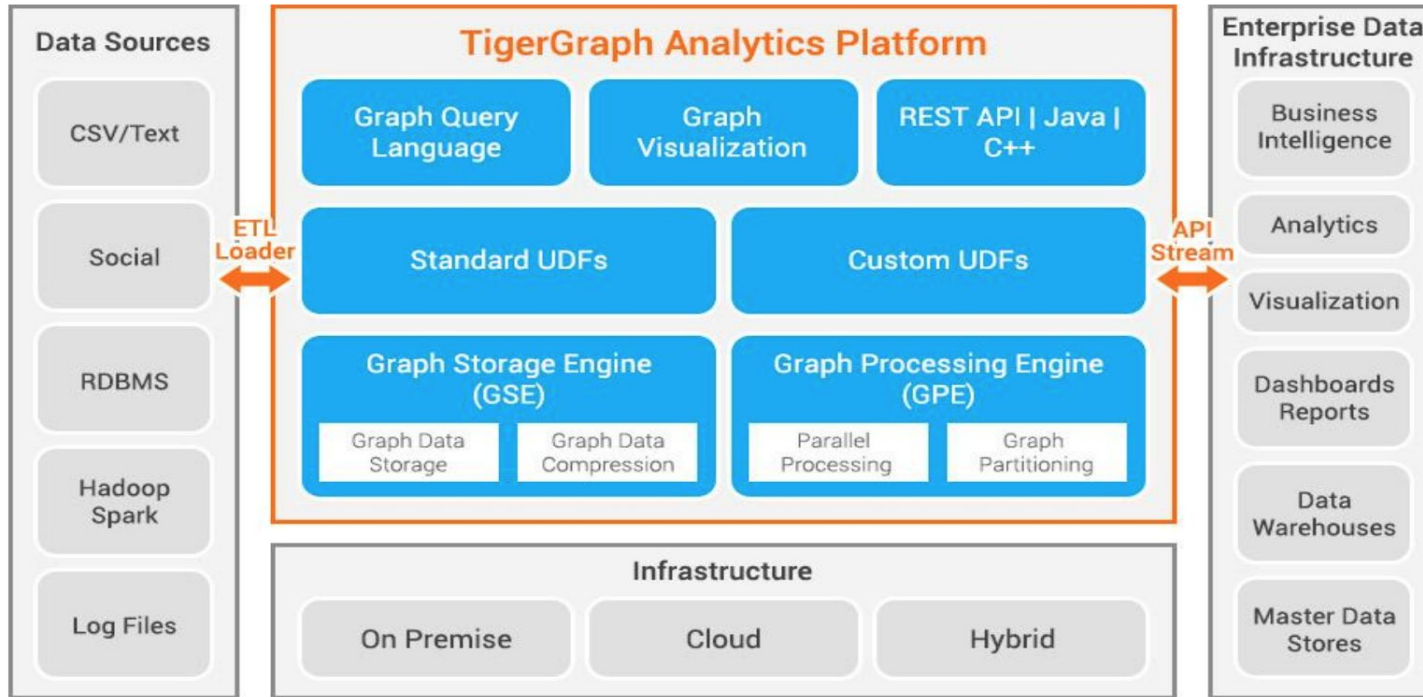 Data Sources
CSV/Text
Social
RDBMS
Hadoop
Spark
Log Files
ETL
Loader
TigerGraph Analytics Platform
Graph Query
Language
Graph
Visualization
REST API | Java |
C++
Standard UDFs
Custom UDFs
Graph Storage Engine
(GSE)
Graph Data
Storage
Graph Data
Compression
Graph Processing Engine
(GPE)
Parallel
Processing
Graph
Partitioning
Infrastructure
On Premise
Cloud
Hybrid
API
Stream
Enterprise Data
Infrastructure
Business
Intelligence
Analytics
Visualization
Dashboards
Reports
Data
Warehouses
Master Data
Stores